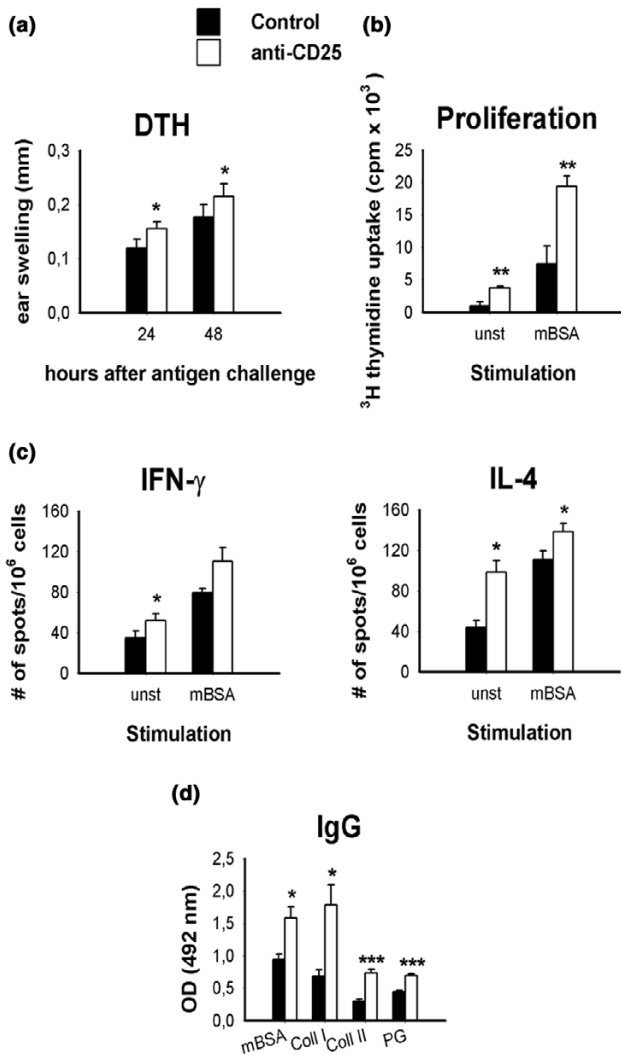 (a)
Control
anti-CD25
(b)
DTH
ear swelling (mm)
0,3
0,2
0,1
0,0
*
*
24 48
hours after antigen challenge
Proliferation
³H thymidine uptake (cpm x 10³)
25
20
15
10
5
0
**
**
unst mBSA
Stimulation
(c)
IFN-γ
# of spots/10⁶ cells
160
120
80
40
0
*
unst mBSA
Stimulation
IL-4
# of spots/10⁶ cells
160
120
80
40
0
*
*
unst mBSA
Stimulation
(d)
IgG
OD (492 nm)
2,5
2,0
1,5
1,0
0,5
0,0
*
*
***
***
mBSA Coll I Coll II PG